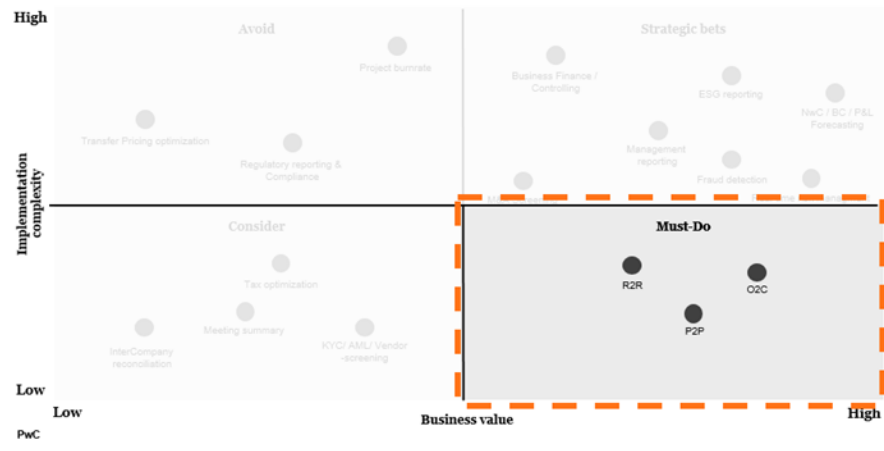 High
Avoid
Strategic bets
Project burnrate
Business Finance /
Controlling
ESG reporting
NwC / BC / P&L
Forecasting
Transfer Pricing optimization
Regulatory reporting &
Compliance
Management
reporting
Fraud detection
Implementation
complexity
Consider
Must-Do
Tax optimization
R2R
O2C
Meeting summary
P2P
InterCompany
reconciliation
KYC/ AML/ Vendor
-screening
Low
Low
Business value
High
PwC